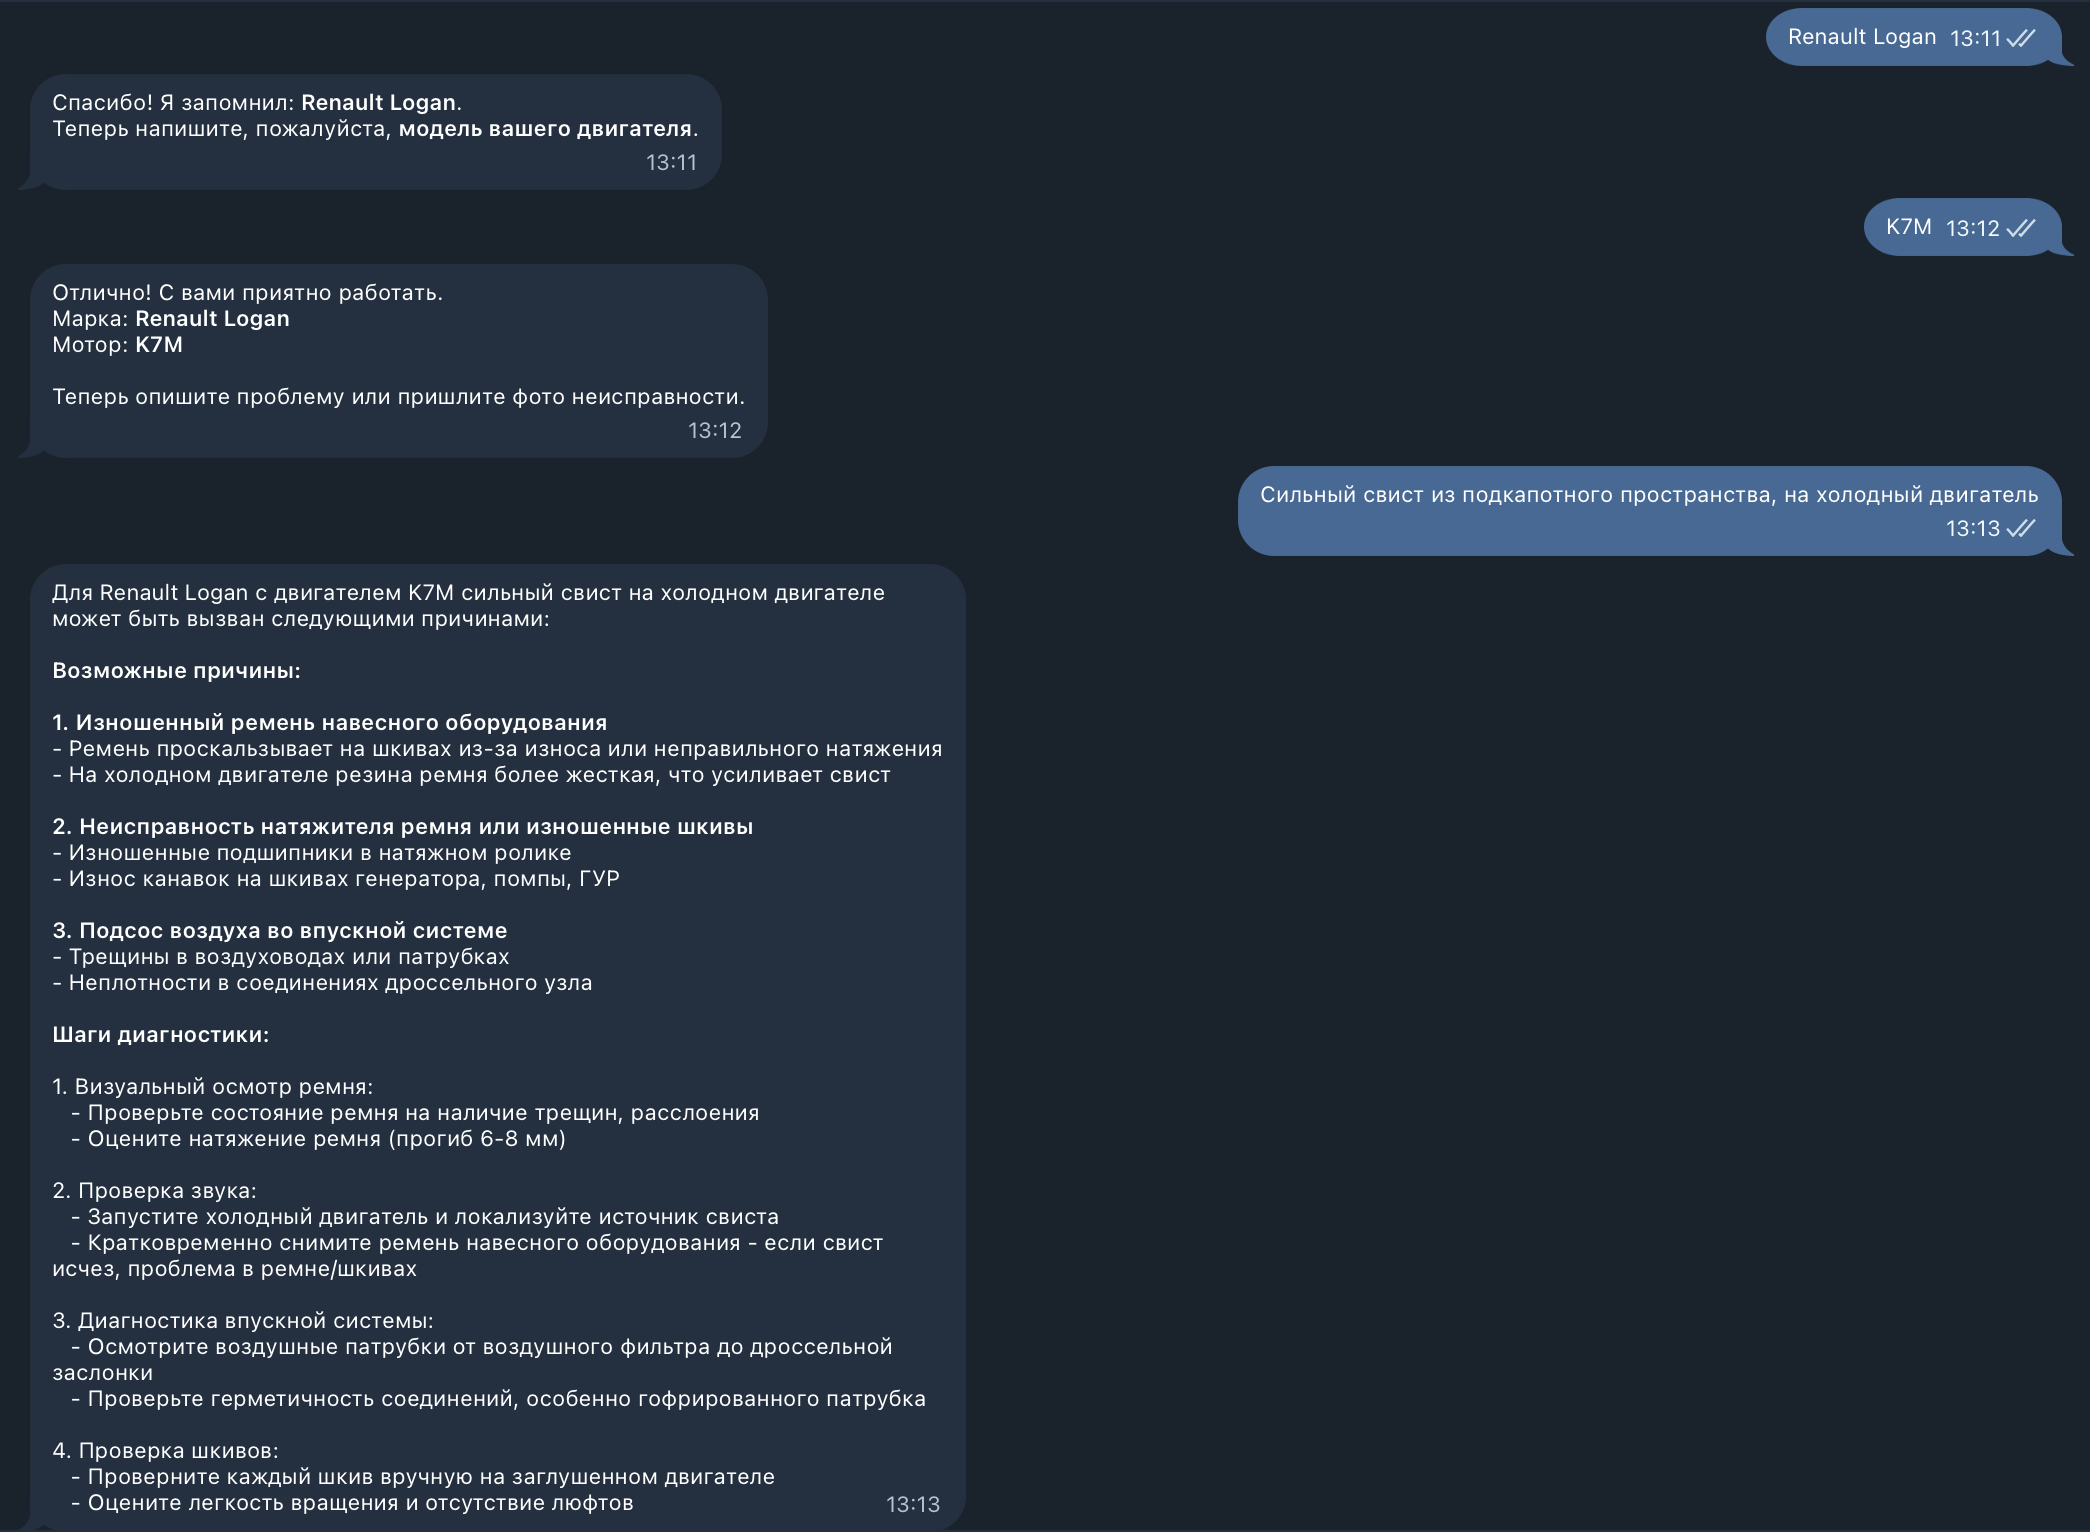 Renault Logan 13:11
Спасибо! Я запомнил: Renault Logan.
Теперь напишите, пожалуйста, модель вашего двигателя.
13:11
K7M 13:12
Отлично! С вами приятно работать.
Марка: Renault Logan
Мотор: K7M
Теперь опишите проблему или пришлите фото неисправности.
13:12
Сильный свист из подкапотного пространства, на холодный двигатель
13:13
Для Renault Logan с двигателем K7M сильный свист на холодном двигателе
может быть вызван следующими причинами:
Возможные причины:
1. Изношенный ремень навесного оборудования
- Ремень проскальзывает на шкивах из-за износа или неправильного натяжения
- На холодном двигателе резина ремня более жесткая, что усиливает свист
2. Неисправность натяжителя ремня или изношенные шкивы
- Изношенные подшипники в натяжном ролике
- Износ канавок на шкивах генератора, помпы, ГУР
3. Подсос воздуха во впускной системе
- Трещины в воздуховодах или патрубках
- Неплотности в соединениях дроссельного узла
Шаги диагностики:
1. Визуальный осмотр ремня:
- Проверьте состояние ремня на наличие трещин, расслоения
- Оцените натяжение ремня (прогиб 6-8 мм)
2. Проверка звука:
- Запустите холодный двигатель и локализуйте источник свиста
- Кратковременно снимите ремень навесного оборудования - если свист
исчез, проблема в ремне/шкивах
3. Диагностика впускной системы:
- Осмотрите воздушные патрубки от воздушного фильтра до дроссельной
заслонки
- Проверьте герметичность соединений, особенно гофрированного патрубка
4. Проверка шкивов:
- Проверните каждый шкив вручную на заглушенном двигателе
- Оцените легкость вращения и отсутствие люфтов 13:13